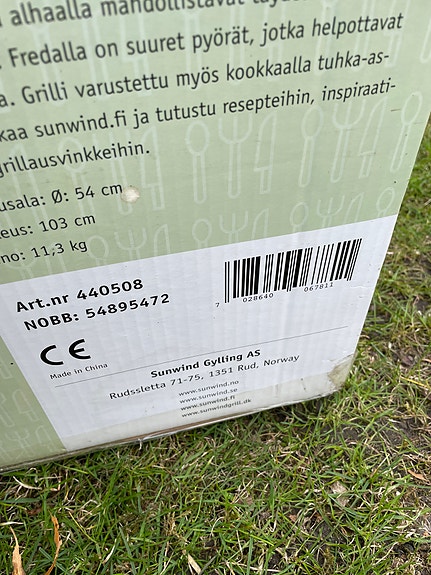 alhaalla mahdollistavat
. Fredalla on suuret pyörät, jotka helpottavat
a. Grilli varustettu myös kookkaalla tuhka-as-
kaa sunwind.fi ja tutustu resepteihin, inspiraati-
grillausvinkkeihin.
usala: Ø: 54 cm
eus: 103 cm
no: 11,3 kg
Art.nr 440508
NOBB: 54895472
7 028640 067811
CE
Made in China
Sunwind Gylling AS
Rudssletta 71-75, 1351 Rud, Norway
www.sunwind.no
www.sunwind.se
www.sunwind.fi
www.sunwindgrill.dk